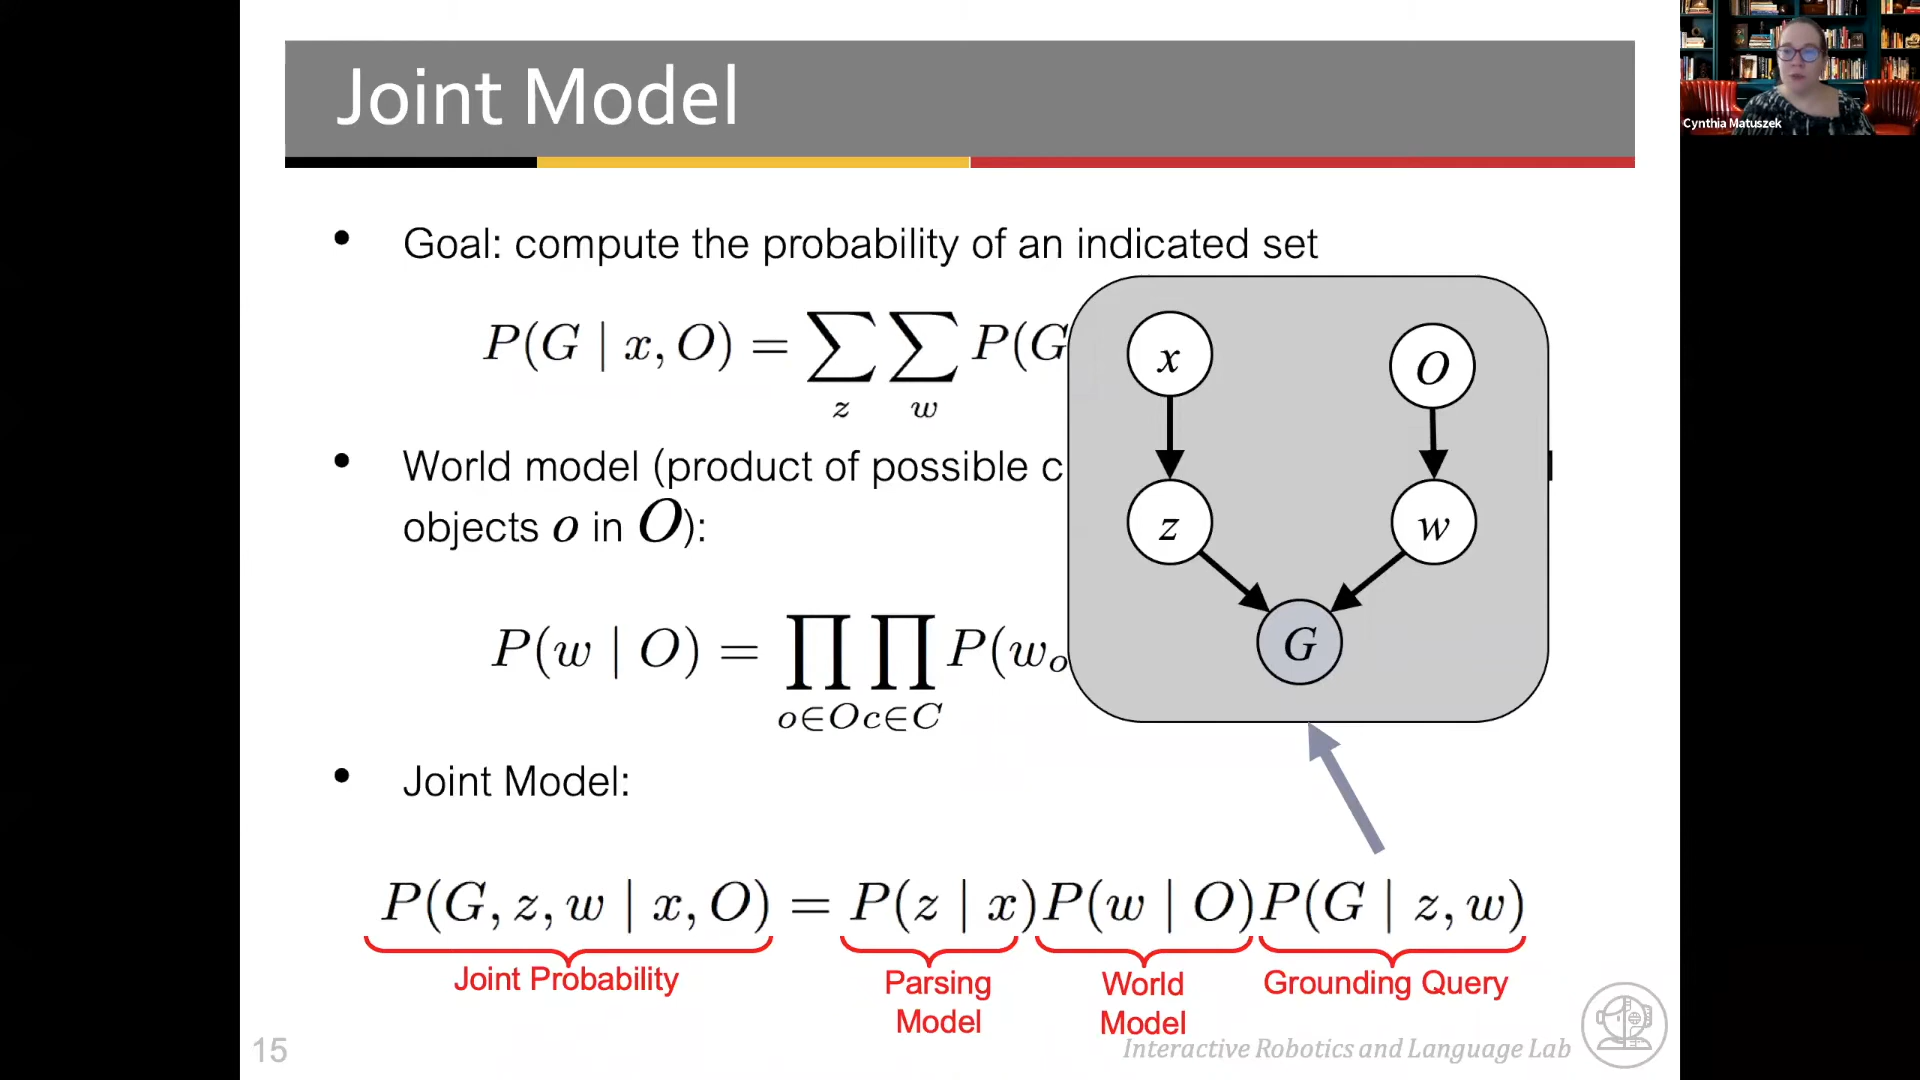 Joint Model
Cynthia Matuszek
• Goal: compute the probability of an indicated set
P(G | x, O) = ∑z ∑w P(G
• World model (product of possible c
objects o in O):
P(w | O) = ∏o∈O ∏c∈C P(wo
x
O
z
w
G
• Joint Model:
P(G, z, w | x, O) = P(z | x)P(w | O)P(G | z, w)
Joint Probability
Parsing
Model
World
Model
Grounding Query
15
Interactive Robotics and Language Lab